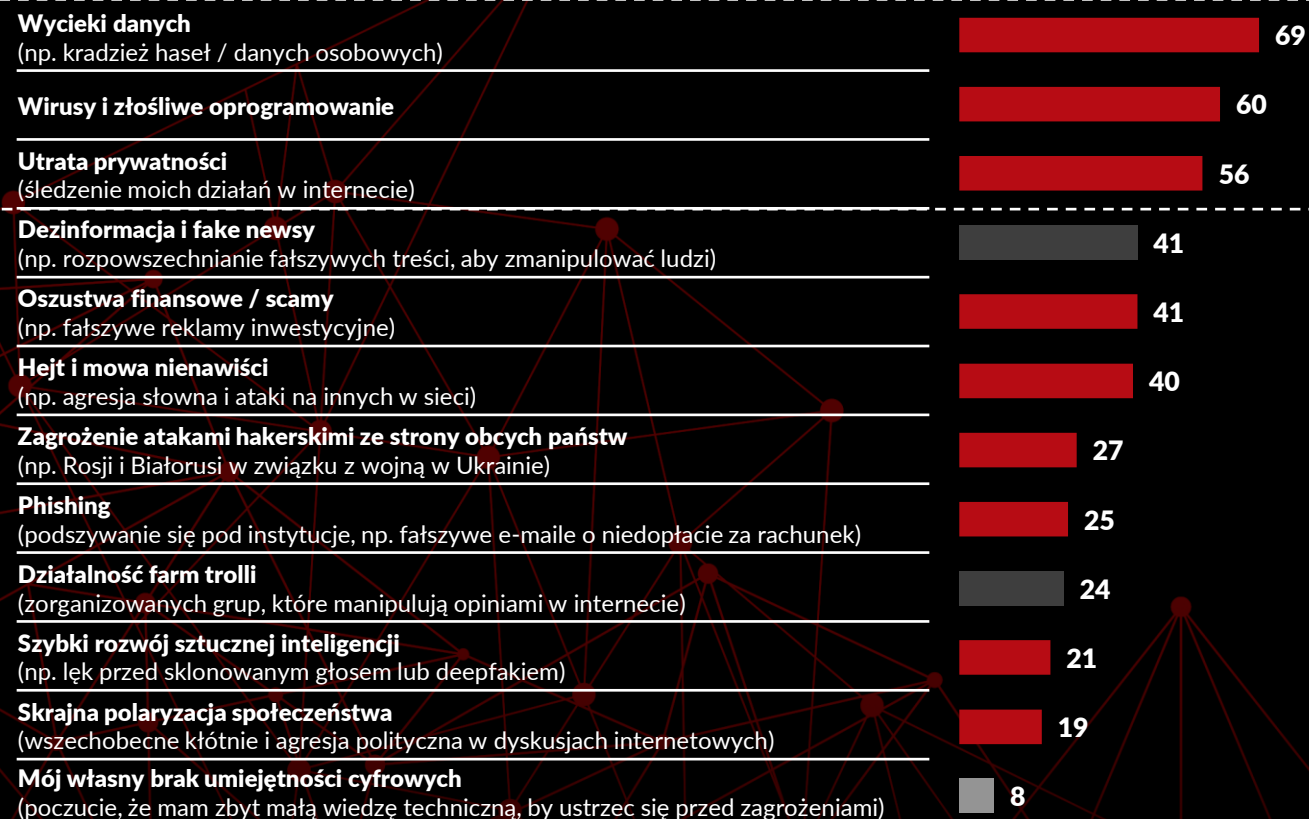 Wycieki danych
(np. kradzież haseł / danych osobowych)
69
Wirusy i złośliwe oprogramowanie
60
Utrata prywatności
(śledzenie moich działań w internecie)
56
Dezinformacja i fake newsy
(np. rozpowszechnianie fałszywych treści, aby zmanipulować ludzi)
41
Oszustwa finansowe / scamy
(np. fałszywe reklamy inwestycyjne)
41
Hejt i mowa nienawiści
(np. agresja słowna i ataki na innych w sieci)
40
Zagrożenie atakami hakerskimi ze strony obcych państw
(np. Rosji i Białorusi w związku z wojną w Ukrainie)
27
Phishing
(podszywanie się pod instytucje, np. fałszywe e-maile o niedopłacie za rachunek)
25
Działalność farm trolli
(zorganizowanych grup, które manipulują opiniami w internecie)
24
Szybki rozwój sztucznej inteligencji
(np. lęk przed sklonowanym głosem lub deepfakiem)
21
Skrajna polaryzacja społeczeństwa
(wszechobecne kłótnie i agresja polityczna w dyskusjach internetowych)
19
Mój własny brak umiejętności cyfrowych
(poczucie, że mam zbyt małą wiedzę techniczną, by ustrzec się przed zagrożeniami)
8